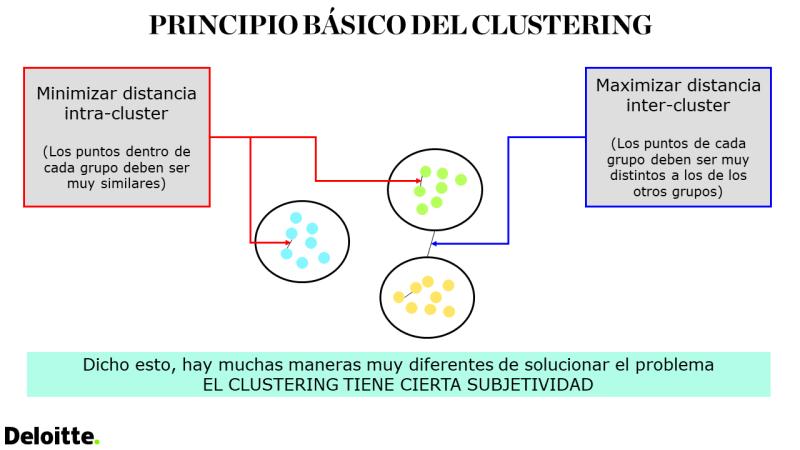 PRINCIPIO BÁSICO DEL CLUSTERING
Minimizar distancia
intra-cluster
(Los puntos dentro de
cada grupo deben ser
muy similares)
Maximizar distancia
inter-cluster
(Los puntos de cada
grupo deben ser muy
distintos a los de los
otros grupos)
Dicho esto, hay muchas maneras muy diferentes de solucionar el problema
EL CLUSTERING TIENE CIERTA SUBJETIVIDAD
Deloitte.